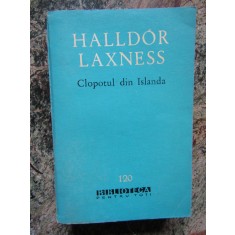 HALLDÓR
LAXNESS
Clopotul din Islanda
120
BIBLIOTECA
PENTRU TOȚI